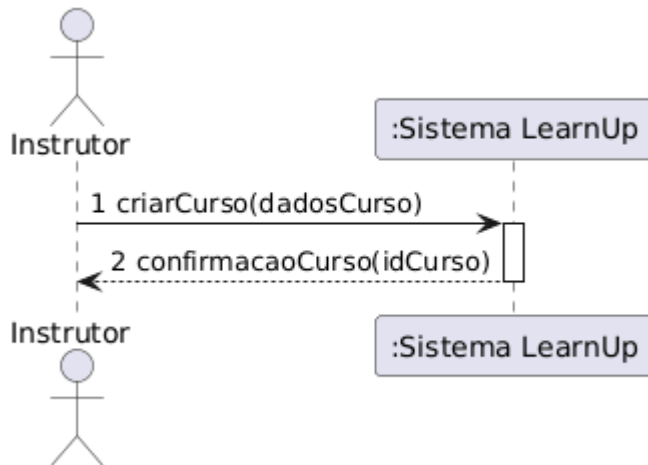 Instrutor
:Sistema LearnUp
1 criarCurso(dadosCurso)
2 confirmacaoCurso(idCurso)
Instrutor
:Sistema LearnUp